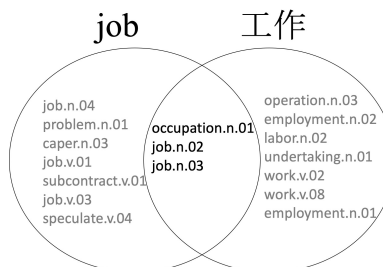 job
工作
job.n.04
problem.n.01
caper.n.03
job.v.01
subcontract.v.01
job.v.03
speculate.v.04
occupation.n.01
job.n.02
job.n.03
operation.n.03
employment.n.02
labor.n.02
undertaking.n.01
work.v.02
work.v.08
employment.n.01